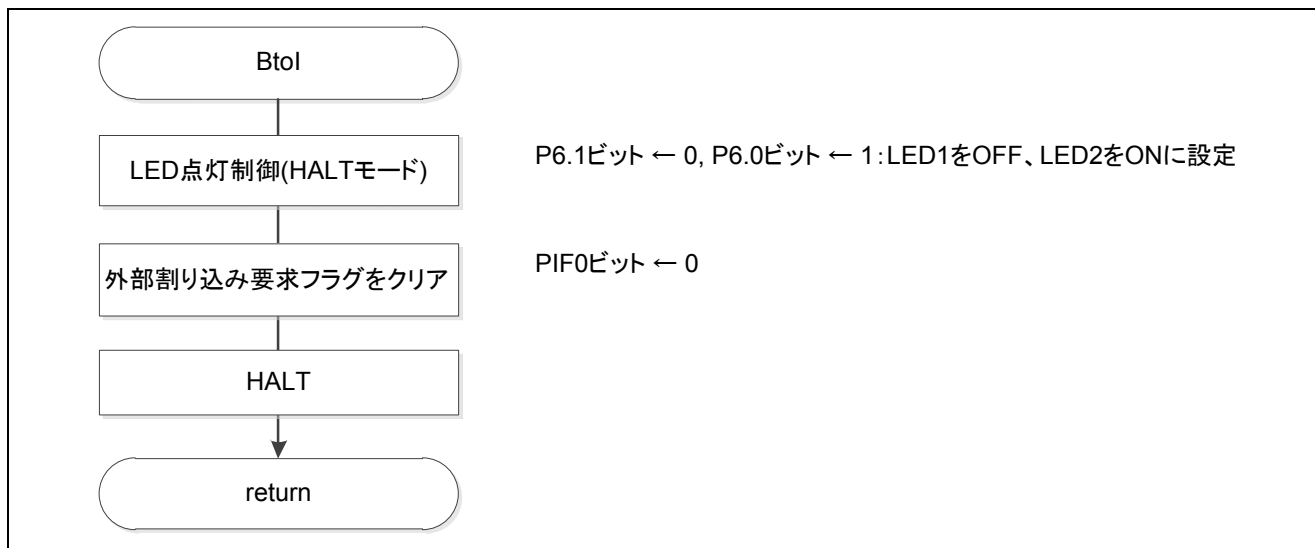 BtoI
LED点灯制御(HALTモード)
P6.1ビット ← 0, P6.0ビット ← 1:LED1をOFF、LED2をONに設定
外部割り込み要求フラグをクリア
PIF0ビット ← 0
HALT
return